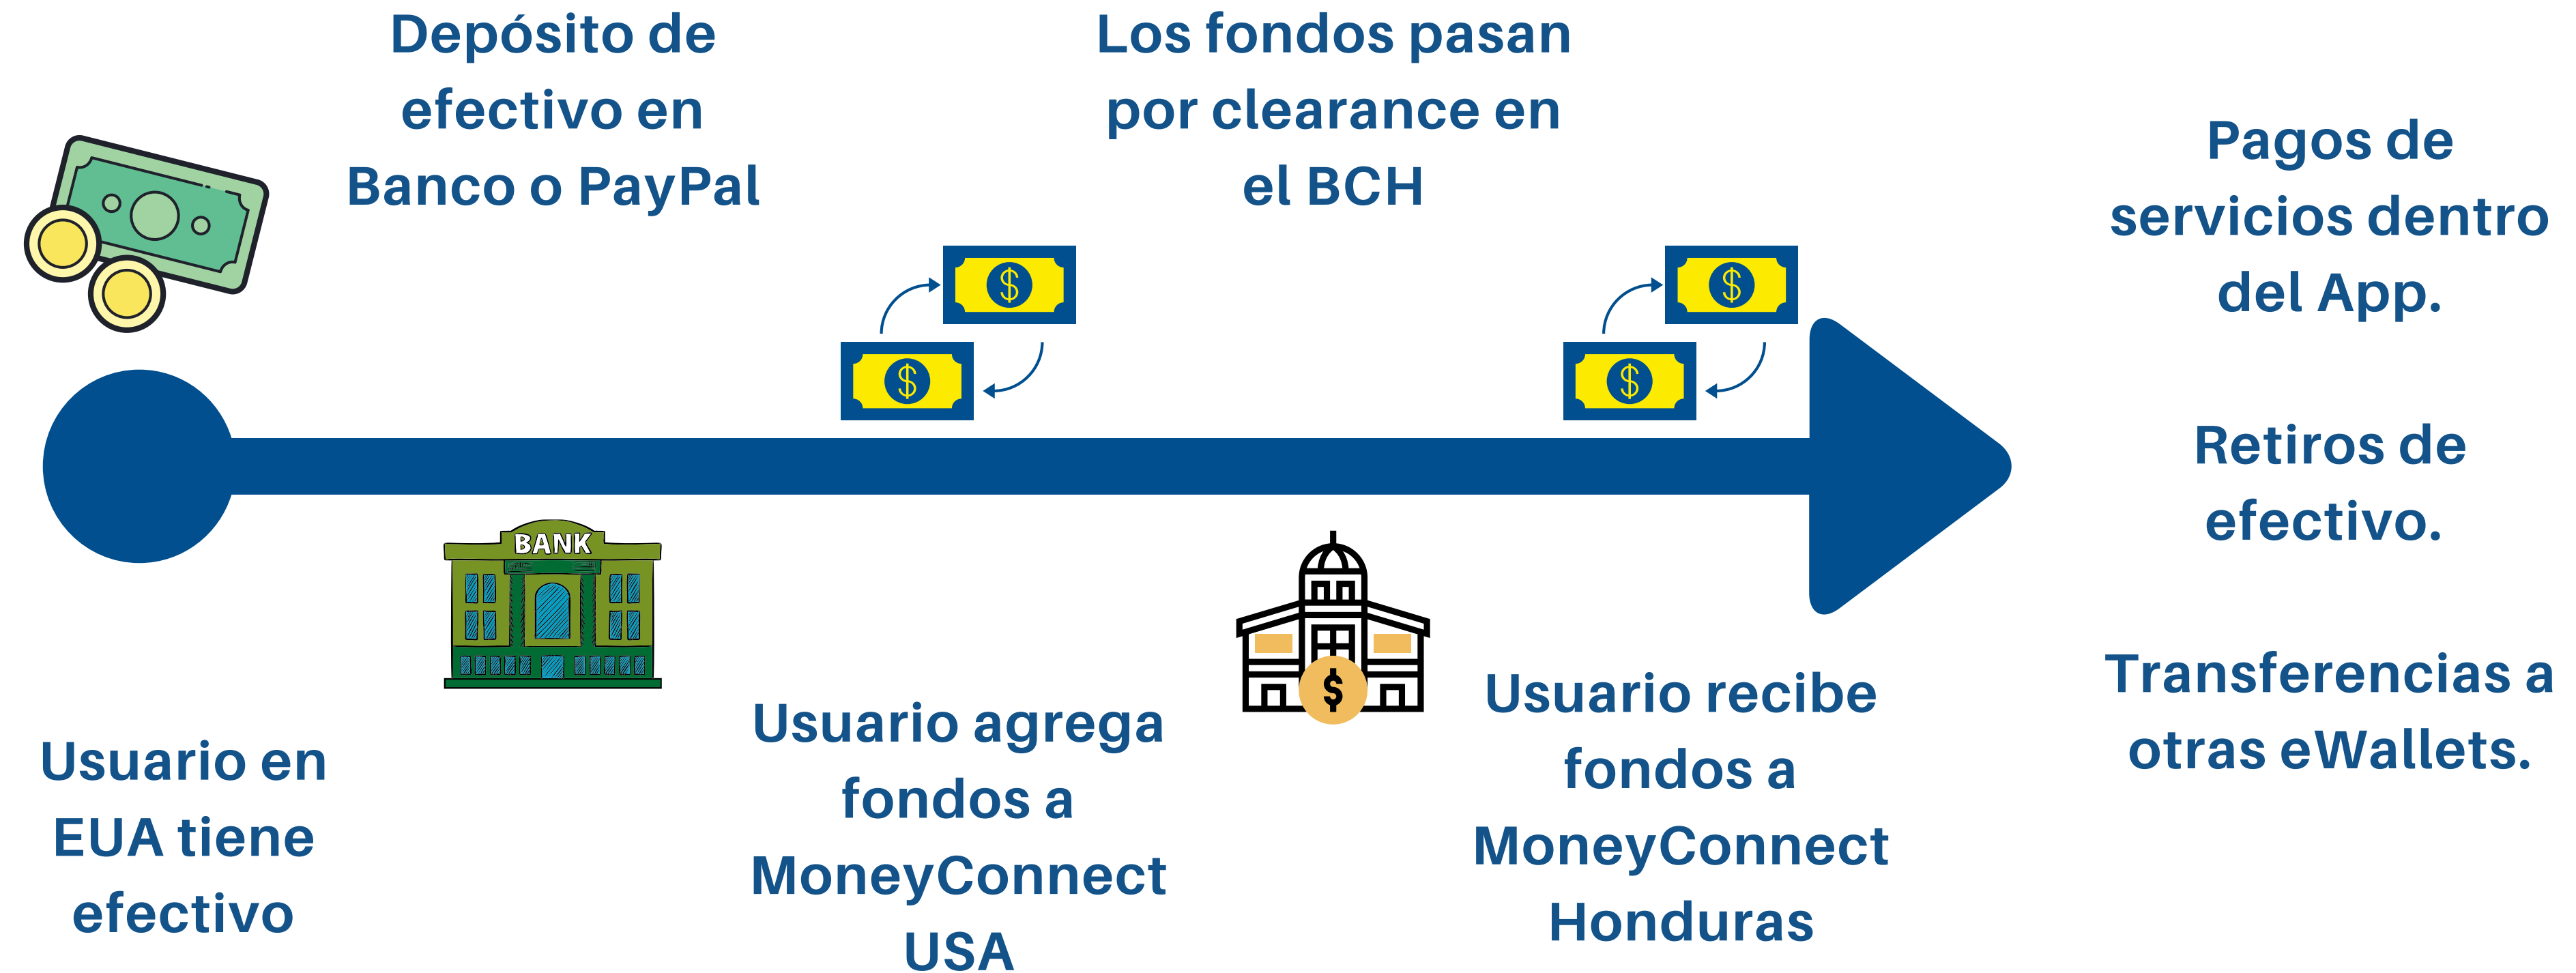 Depósito de
efectivo en
Banco o PayPal
Los fondos pasan
por clearance en
el BCH
Pagos de
servicios dentro
del App.
Retiros de
efectivo.
Transferencias a
otras eWallets.
$
$
$
$
BANK
$
Usuario en
EUA tiene
efectivo
Usuario agrega
fondos a
MoneyConnect
USA
Usuario recibe
fondos a
MoneyConnect
Honduras